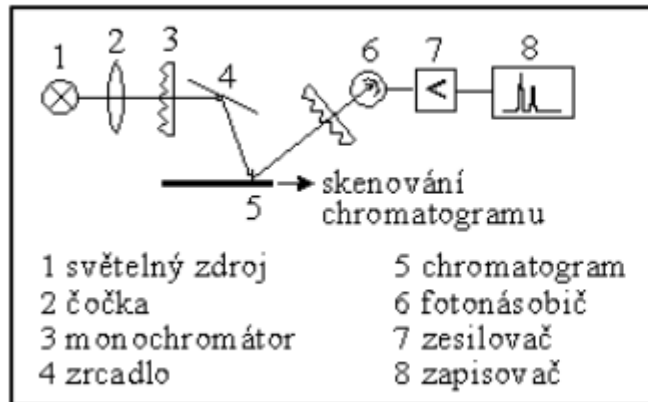 1 2 3 4 6 7 8
<
5
skenování
chromatogramu
1 světelný zdroj
2 čočka
3 monochromátor
4 zrcadlo
5 chromatogram
6 fotonásobič
7 zesilovač
8 zapisovač